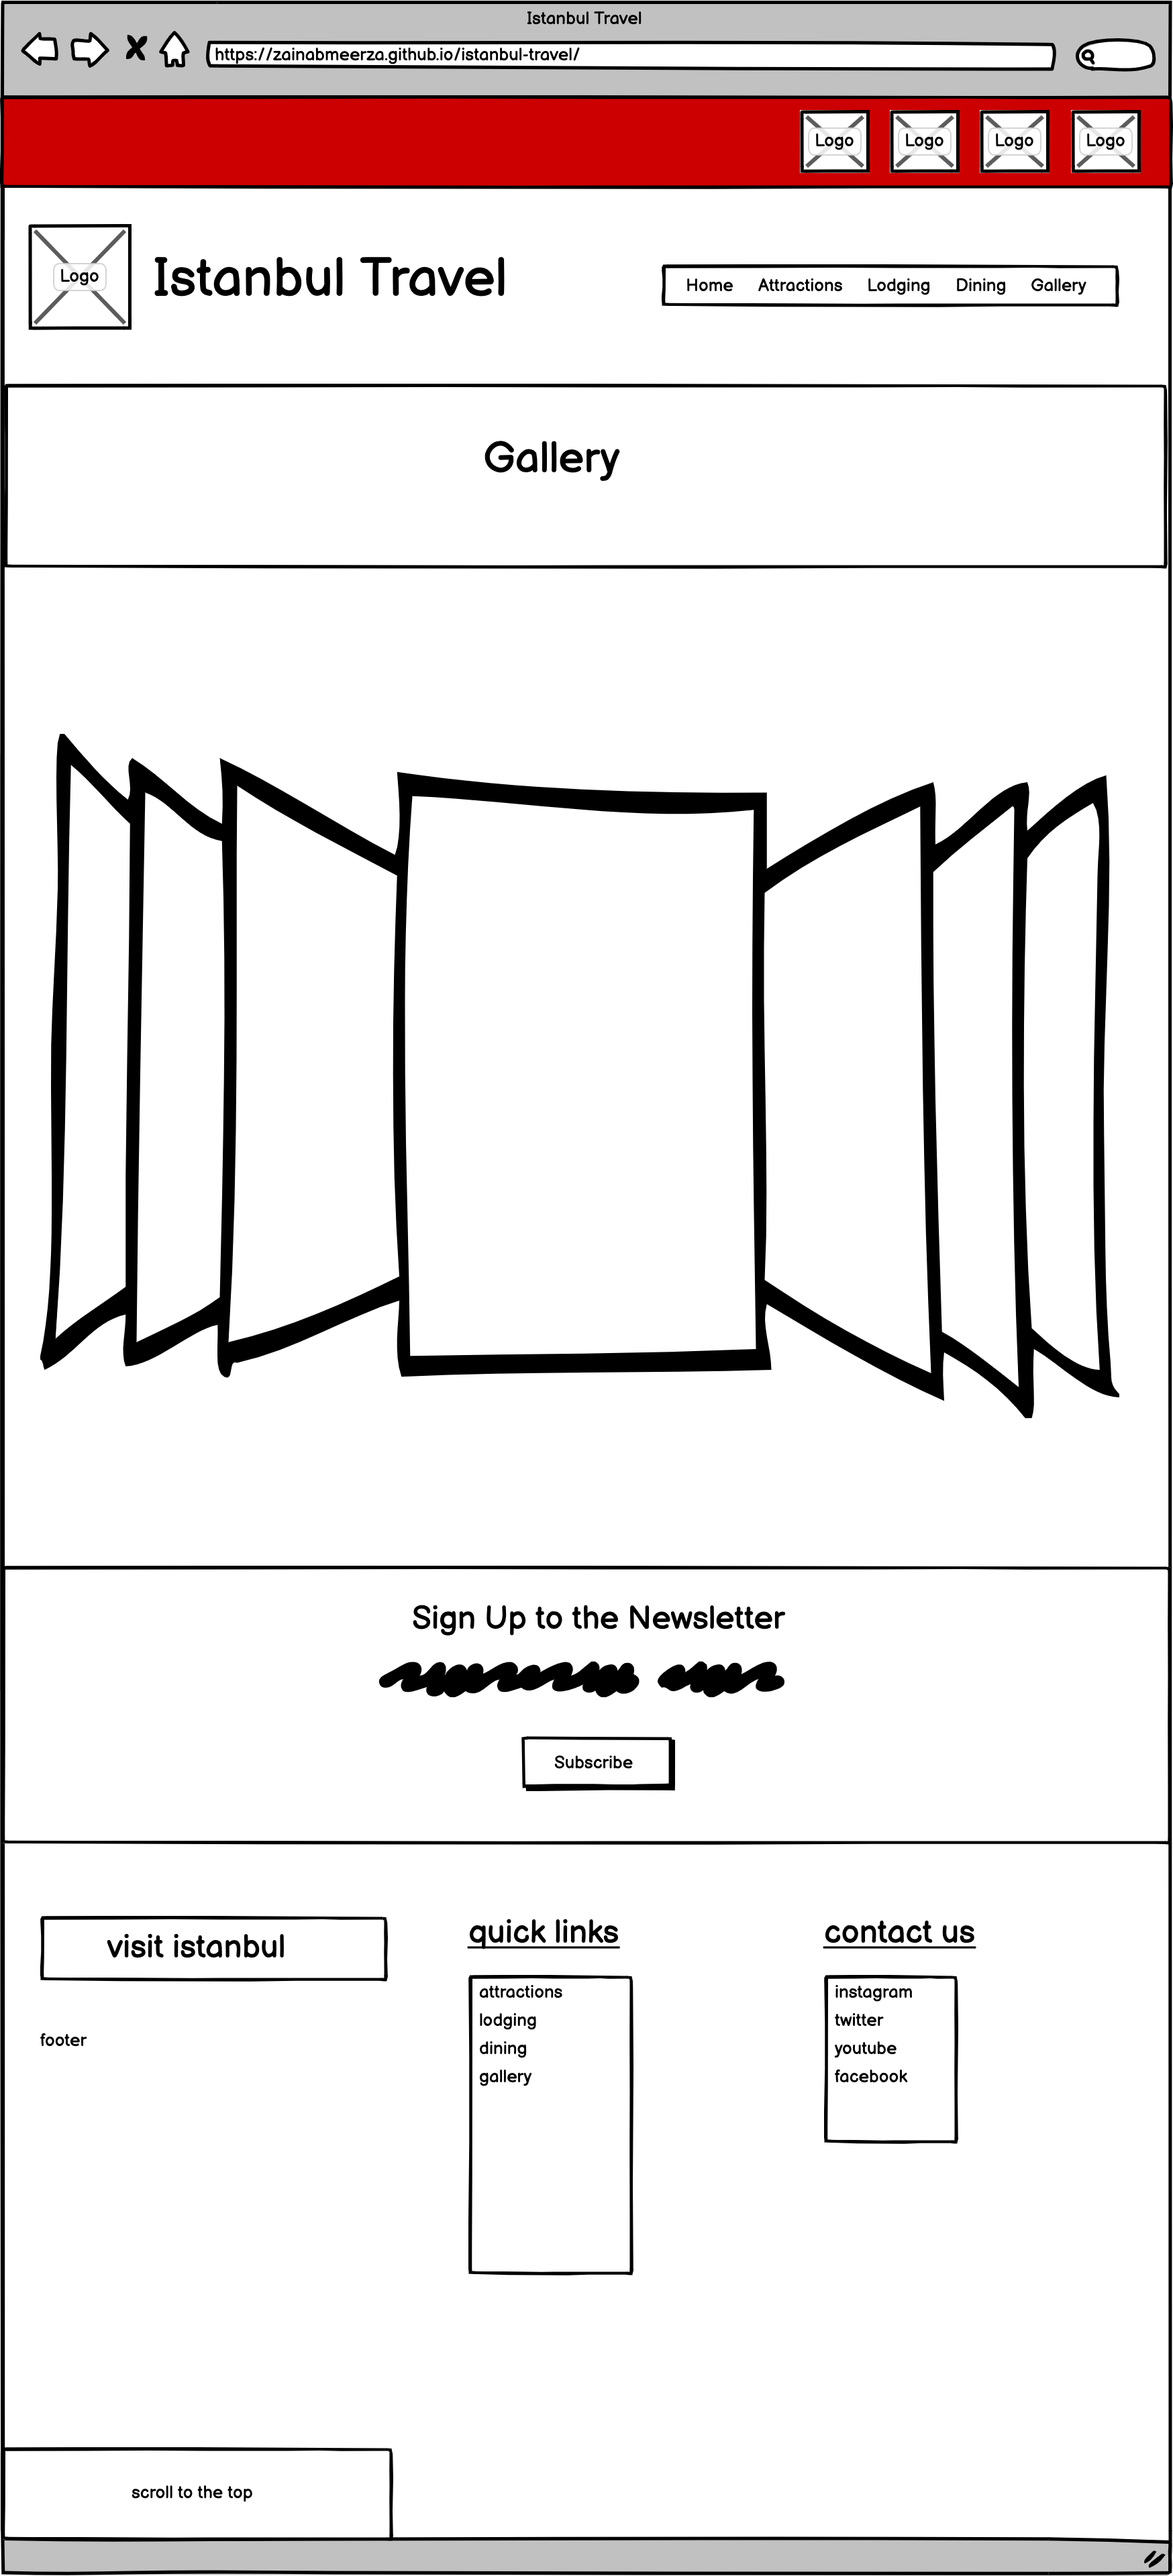 Istanbul Travel
https://zainabmeerza.github.io/istanbul-travel/
Logo Logo Logo Logo
Logo
Istanbul Travel
Home Attractions Lodging Dining Gallery
Gallery
Sign Up to the Newsletter
Subscribe
visit istanbul
footer
quick links
attractions
lodging
dining
gallery
contact us
instagram
twitter
youtube
facebook
scroll to the top